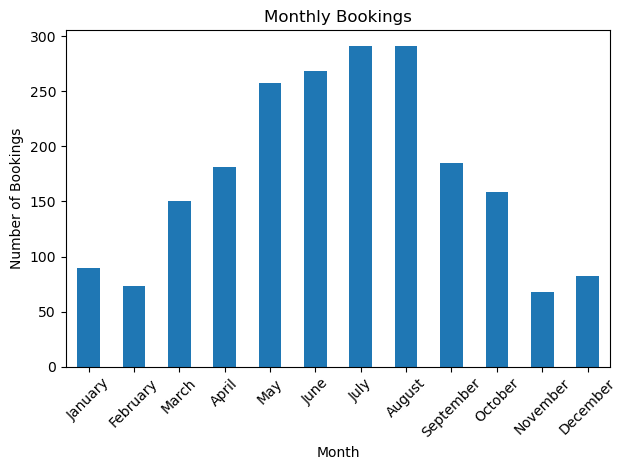 Monthly Bookings
Number of Bookings
300
250
200
150
100
50
0
January
February
March
April
May
June
July
August
September
October
November
December
Month